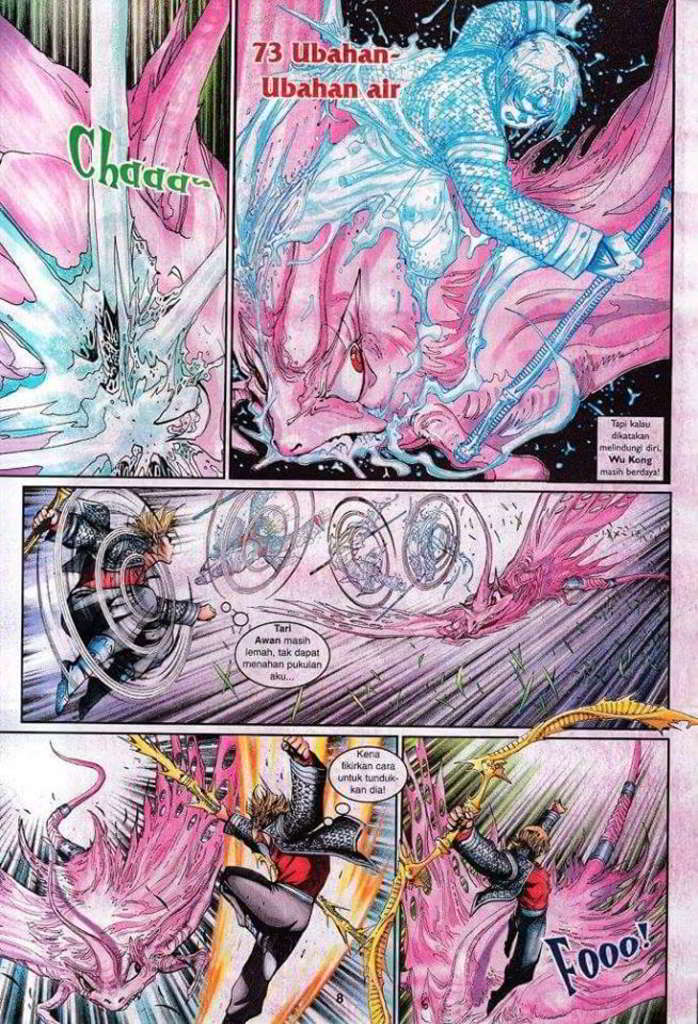 Chaaa~
73 Ubahan-
Ubahan air
Tapi kalau
dikatakan
melindungi diri,
Wu Kong
masih berdaya!
Tari
Awan masih
lemah, tak dapat
menahan pukulan
aku...
Kena
fikirkan cara
untuk tunduk-
kan dia!
Fooo!
8